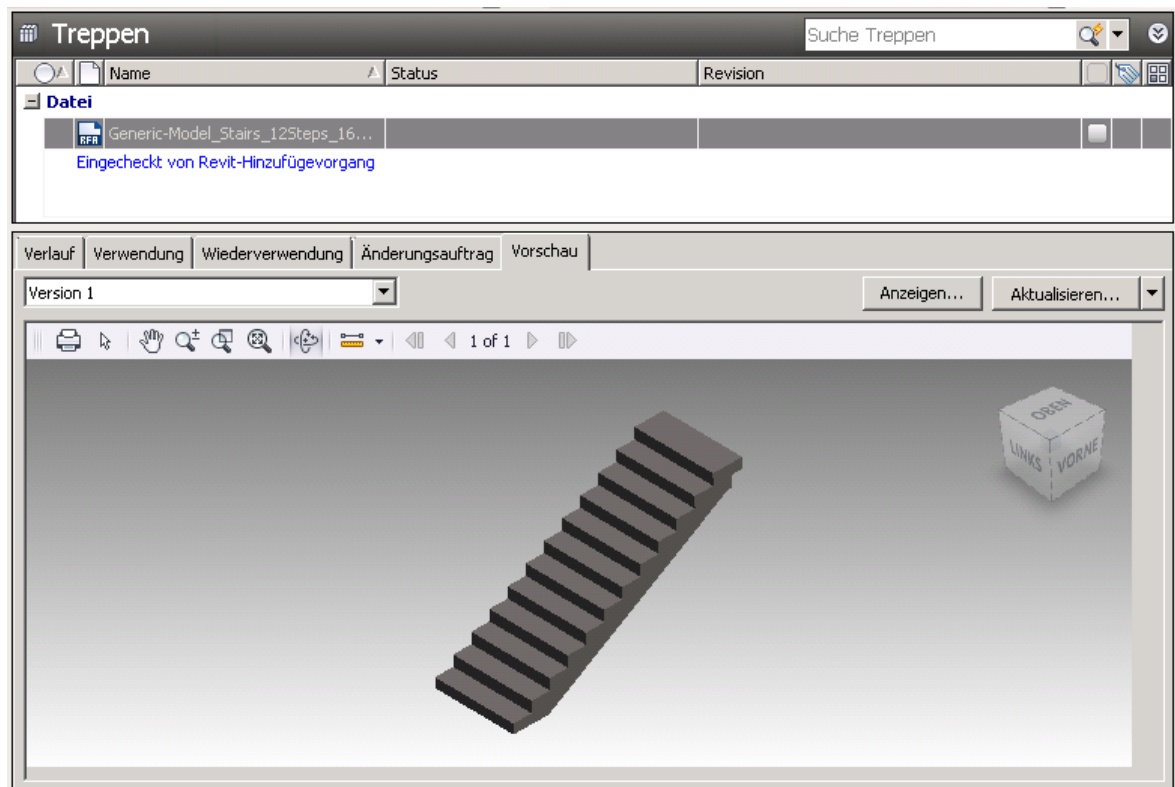 Treppen
Suche Treppen
Name Status Revision
Datei
RFA Generic-Model_Stairs_12Steps_16...
Eingecheckt von Revit-Hinzufügevorgang
Verlauf Verwendung Wiederverwendung Änderungsauftrag Vorschau
Version 1 Anzeigen... Aktualisieren...
1 of 1
OBEN
LINKS VORNE